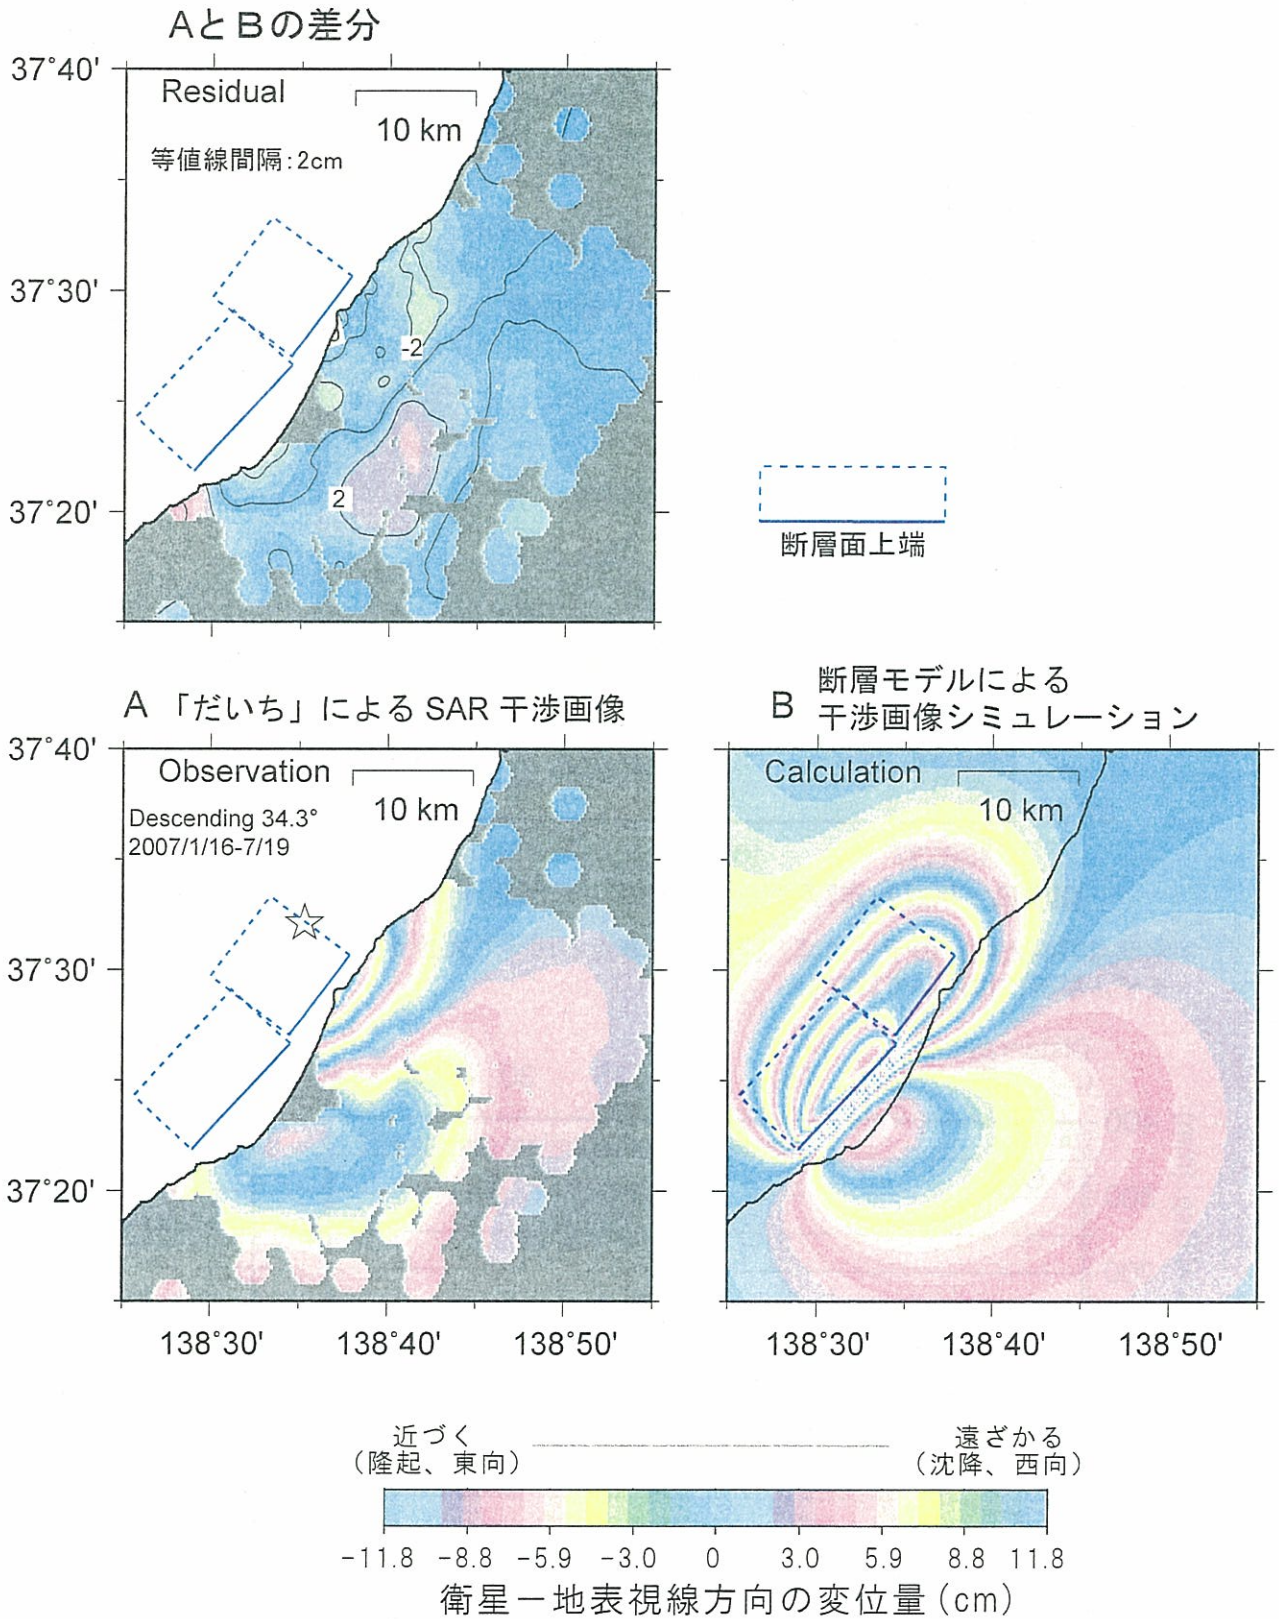 AとBの差分
37°40'
Residual
10 km
等値線間隔:2cm
37°30'
-2
2
37°20'
断層面上端
A 「だいち」による SAR 干渉画像
B 断層モデルによる
干渉画像シミュレーション
37°40'
Observation
10 km
Descending 34.3°
2007/1/16-7/19
37°30'
37°20'
138°30' 138°40' 138°50'
Calculation
10 km
138°30' 138°40' 138°50'
近づく
(隆起、東向)
遠ざかる
(沈降、西向)
-11.8 -8.8 -5.9 -3.0 0 3.0 5.9 8.8 11.8
衛星-地表視線方向の変位量(cm)